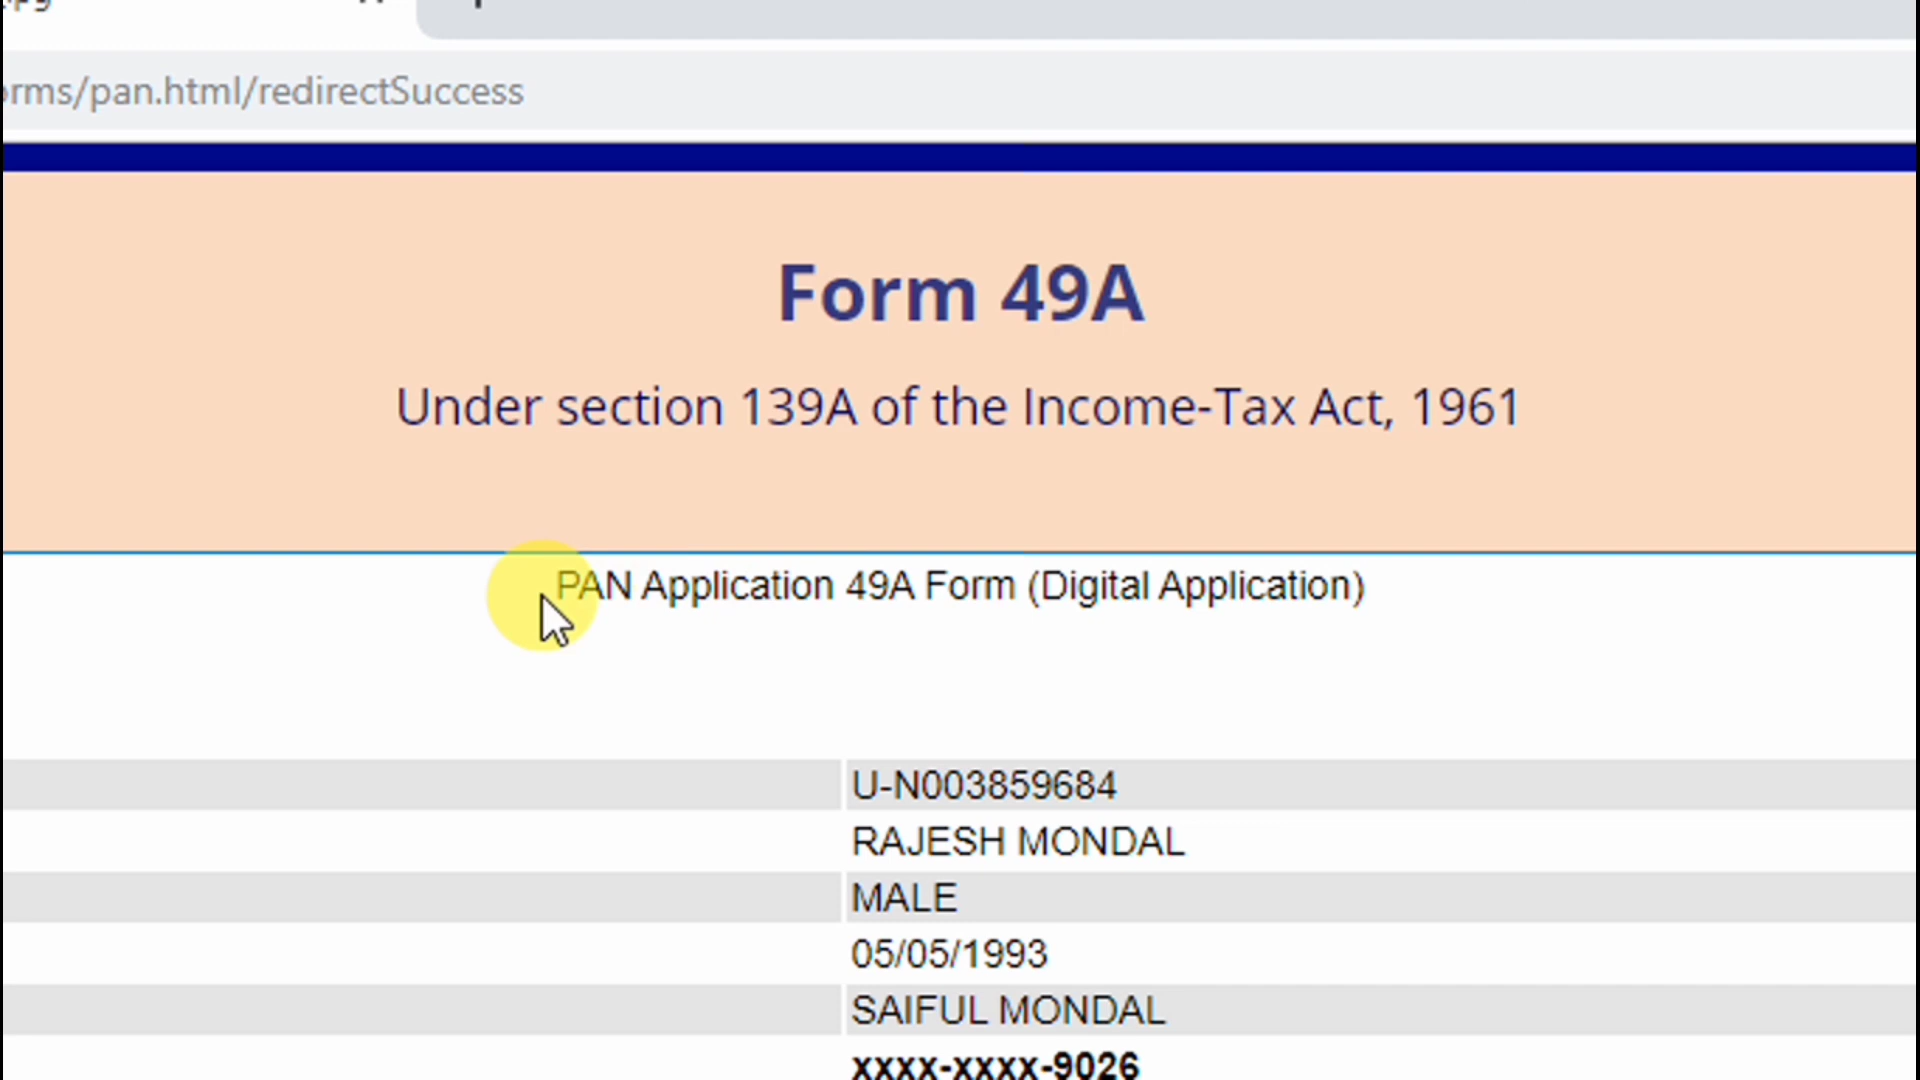 orms/pan.html/redirectSuccess
Form 49A
Under section 139A of the Income-Tax Act, 1961
PAN Application 49A Form (Digital Application)
U-N003859684
RAJESH MONDAL
MALE
05/05/1993
SAIFUL MONDAL
xxxx-xxxx-9026